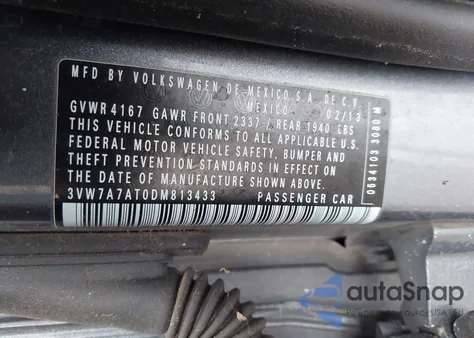 MFD BY VOLKSWAGEN DE MEXICO S.A. DE C.V.
MEXICO 02/13
GVWR 4167 GAWR FRONT 2337 / REAR 1940 LBS
THIS VEHICLE CONFORMS TO ALL APPLICABLE U.S.
FEDERAL MOTOR VEHICLE SAFETY, BUMPER AND
THEFT PREVENTION STANDARDS IN EFFECT ON
THE DATE OF MANUFACTURE SHOWN ABOVE.
3VW7A7AT0DM813433 PASSENGER CAR
0634103 3080 M
autoSnap